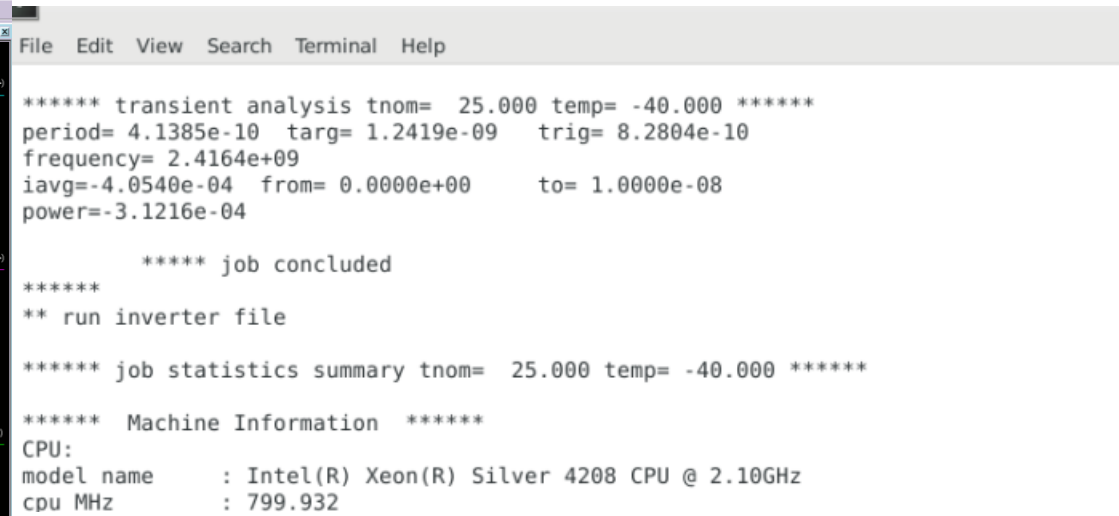 File Edit View Search Terminal Help
****** transient analysis tnom=  25.000 temp= -40.000 ******
period= 4.1385e-10  targ= 1.2419e-09   trig= 8.2804e-10
frequency= 2.4164e+09
iavg=-4.0540e-04  from= 0.0000e+00     to= 1.0000e-08
power=-3.1216e-04
***** job concluded
******
** run inverter file
****** job statistics summary tnom=  25.000 temp= -40.000 ******
******  Machine Information  ******
CPU:
model name      : Intel(R) Xeon(R) Silver 4208 CPU @ 2.10GHz
cpu MHz         : 799.932